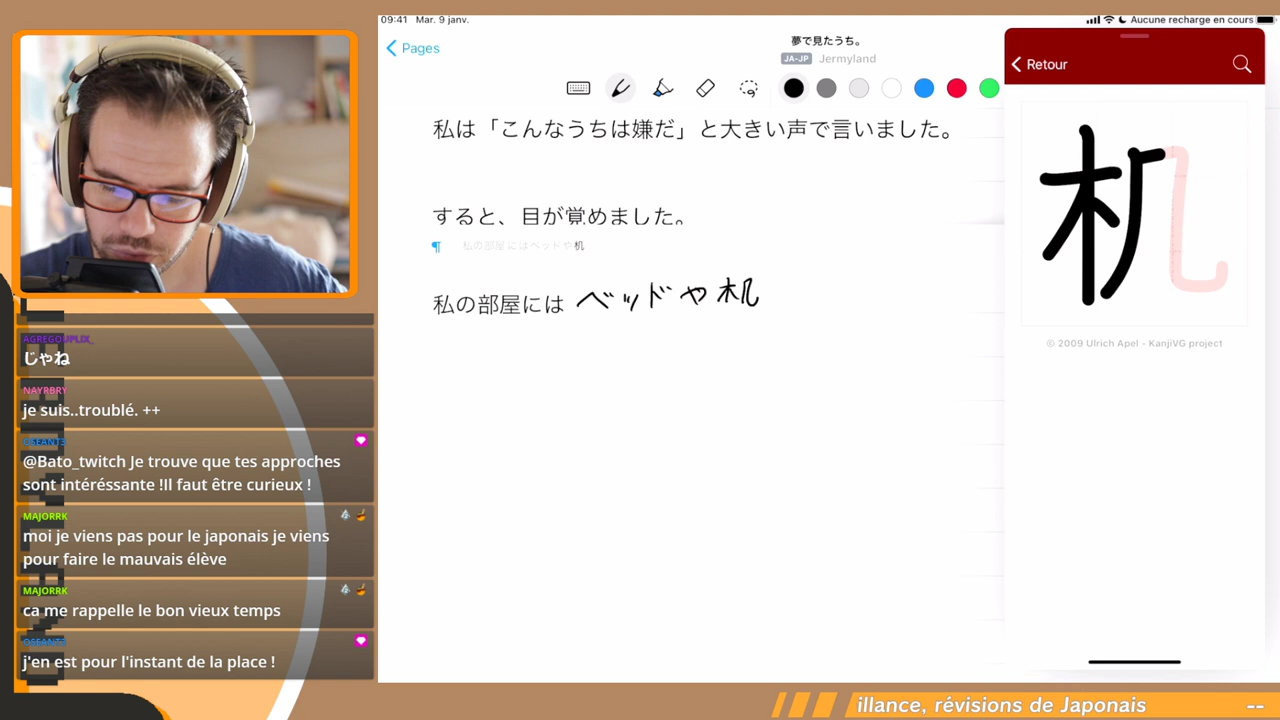 09:41 Mar. 9 janv.
Aucune recharge en cours
Pages
夢で見たうち。
JA-JP Jermyland
Retour
私は「こんなうちは嫌だ」と大きい声で言いました。
すると、目が覚めました。
¶ 私の部屋にはベッドや机
私の部屋には ベッドや机
机
© 2009 Ulrich Apel - KanjiVG project
AGREGOUPLIX_
じゃね
NAYRBRY
je suis..troublé. ++
OSEANT3
@Bato_twitch Je trouve que tes approches
sont intéréssante !Il faut être curieux !
MAJORRK
moi je viens pas pour le japonais je viens
pour faire le mauvais élève
MAJORRK
ca me rappelle le bon vieux temps
OSEANT3
j'en est pour l'instant de la place !
illance, révisions de Japonais
--